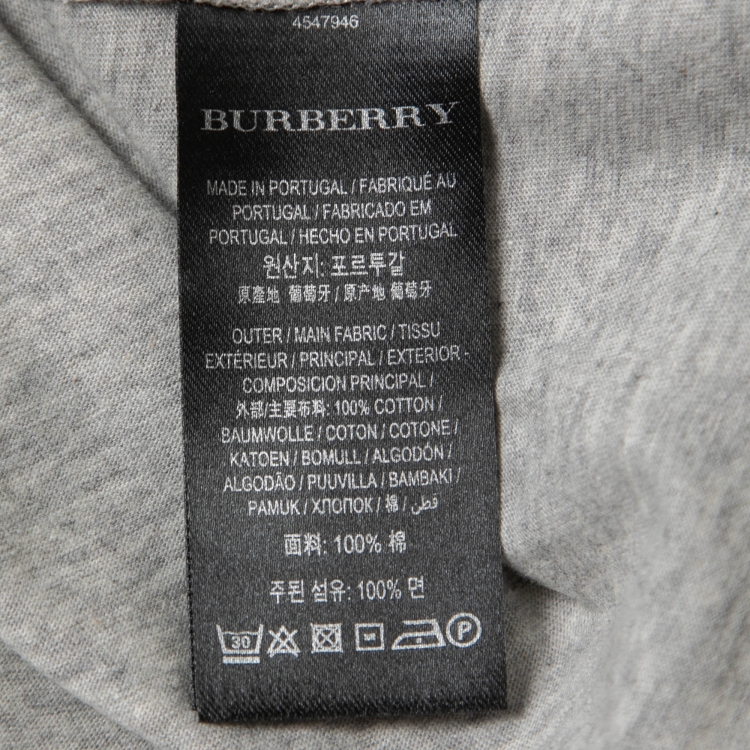 4547946
BURBERRY
MADE IN PORTUGAL / FABRIQUÉ AU
PORTUGAL / FABRICADO EM
PORTUGAL / HECHO EN PORTUGAL
원산지: 포르투갈
原產地 葡萄牙 / 原产地 葡萄牙
OUTER / MAIN FABRIC / TISSU
EXTÉRIEUR / PRINCIPAL / EXTERIOR -
COMPOSICION PRINCIPAL /
外部/主要布料: 100% COTTON /
BAUMWOLLE / COTON / COTONE /
KATOEN / BOMULL / ALGODÓN /
ALGODÃO / PUUVILLA / BAMBAKI /
PAMUK / ХЛОПОК / 棉 / قطن
面料: 100% 棉
주된 섬유: 100% 면
30 P